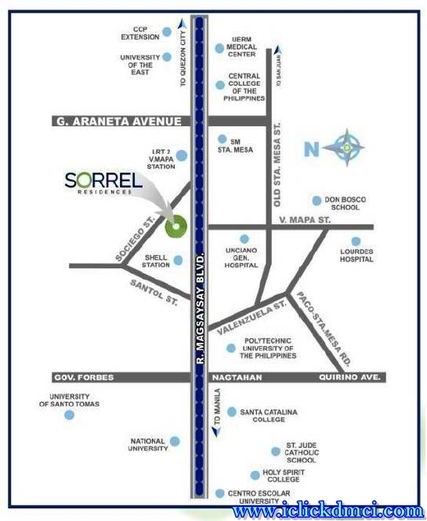 CCP
EXTENSION
UNIVERSITY
OF THE
EAST
TO QUEZON CITY
UERM
MEDICAL
CENTER
TO SAN JUAN
CENTRAL
COLLEGE
OF THE
PHILIPPINES
G. ARANETA AVENUE
SM
STA. MESA
LRT 2
V.MAPA
STATION
OLD STA. MESA ST.
N
SORREL
RESIDENCES
DON BOSCO
SCHOOL
V. MAPA ST.
SOCIEGO ST.
SHELL
STATION
UNCIANO
GEN.
HOSPITAL
LOURDES
HOSPITAL
SANTOL ST.
R. MAGSAYSAY BLVD.
VALENZUELA ST.
PACO-STA.MESA RD.
POLYTECHNIC
UNIVERSITY OF
THE PHILIPPINES
GOV. FORBES
NAGTAHAN
QUIRINO AVE.
UNIVERSITY
OF SANTO TOMAS
TO MANILA
SANTA CATALINA
COLLEGE
NATIONAL
UNIVERSITY
ST. JUDE
CATHOLIC
SCHOOL
HOLY SPIRIT
COLLEGE
CENTRO ESCOLAR
UNIVERSITY
www.iclickdmci.com